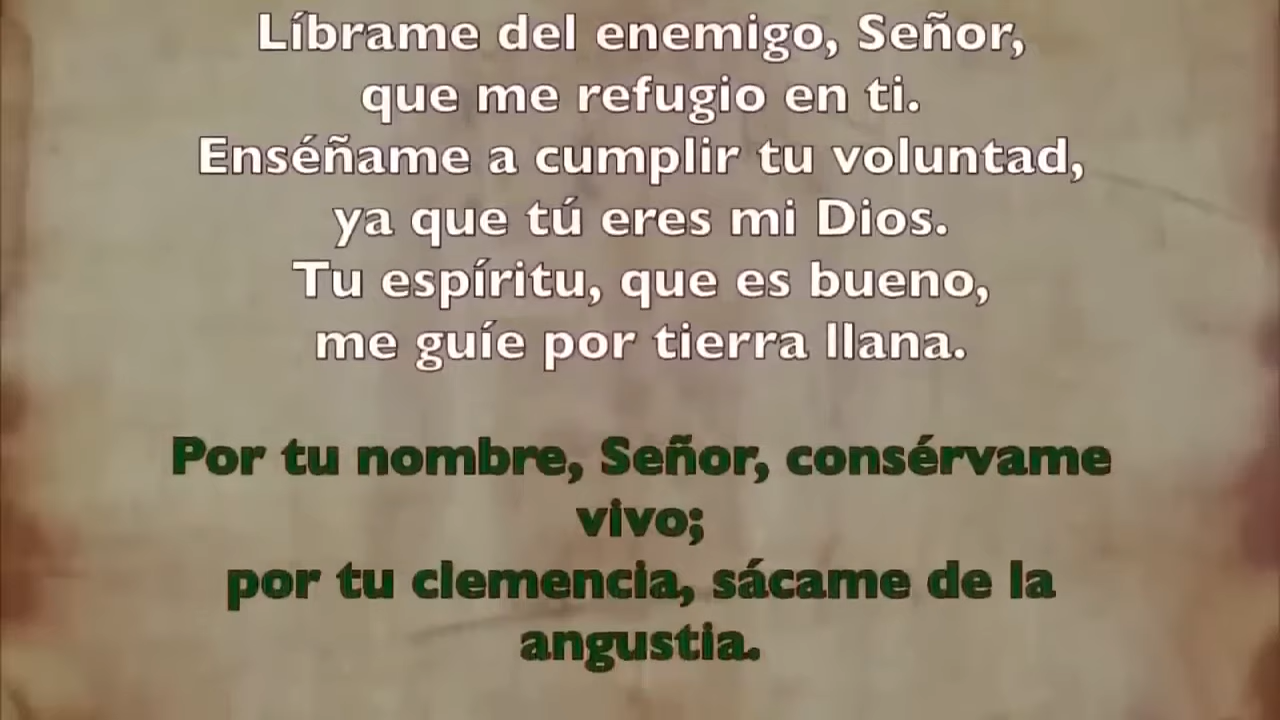 Líbrame del enemigo, Señor,
que me refugio en ti.
Enséñame a cumplir tu voluntad,
ya que tú eres mi Dios.
Tu espíritu, que es bueno,
me guíe por tierra llana.
Por tu nombre, Señor, consérvame
vivo;
por tu clemencia, sácame de la
angustia.